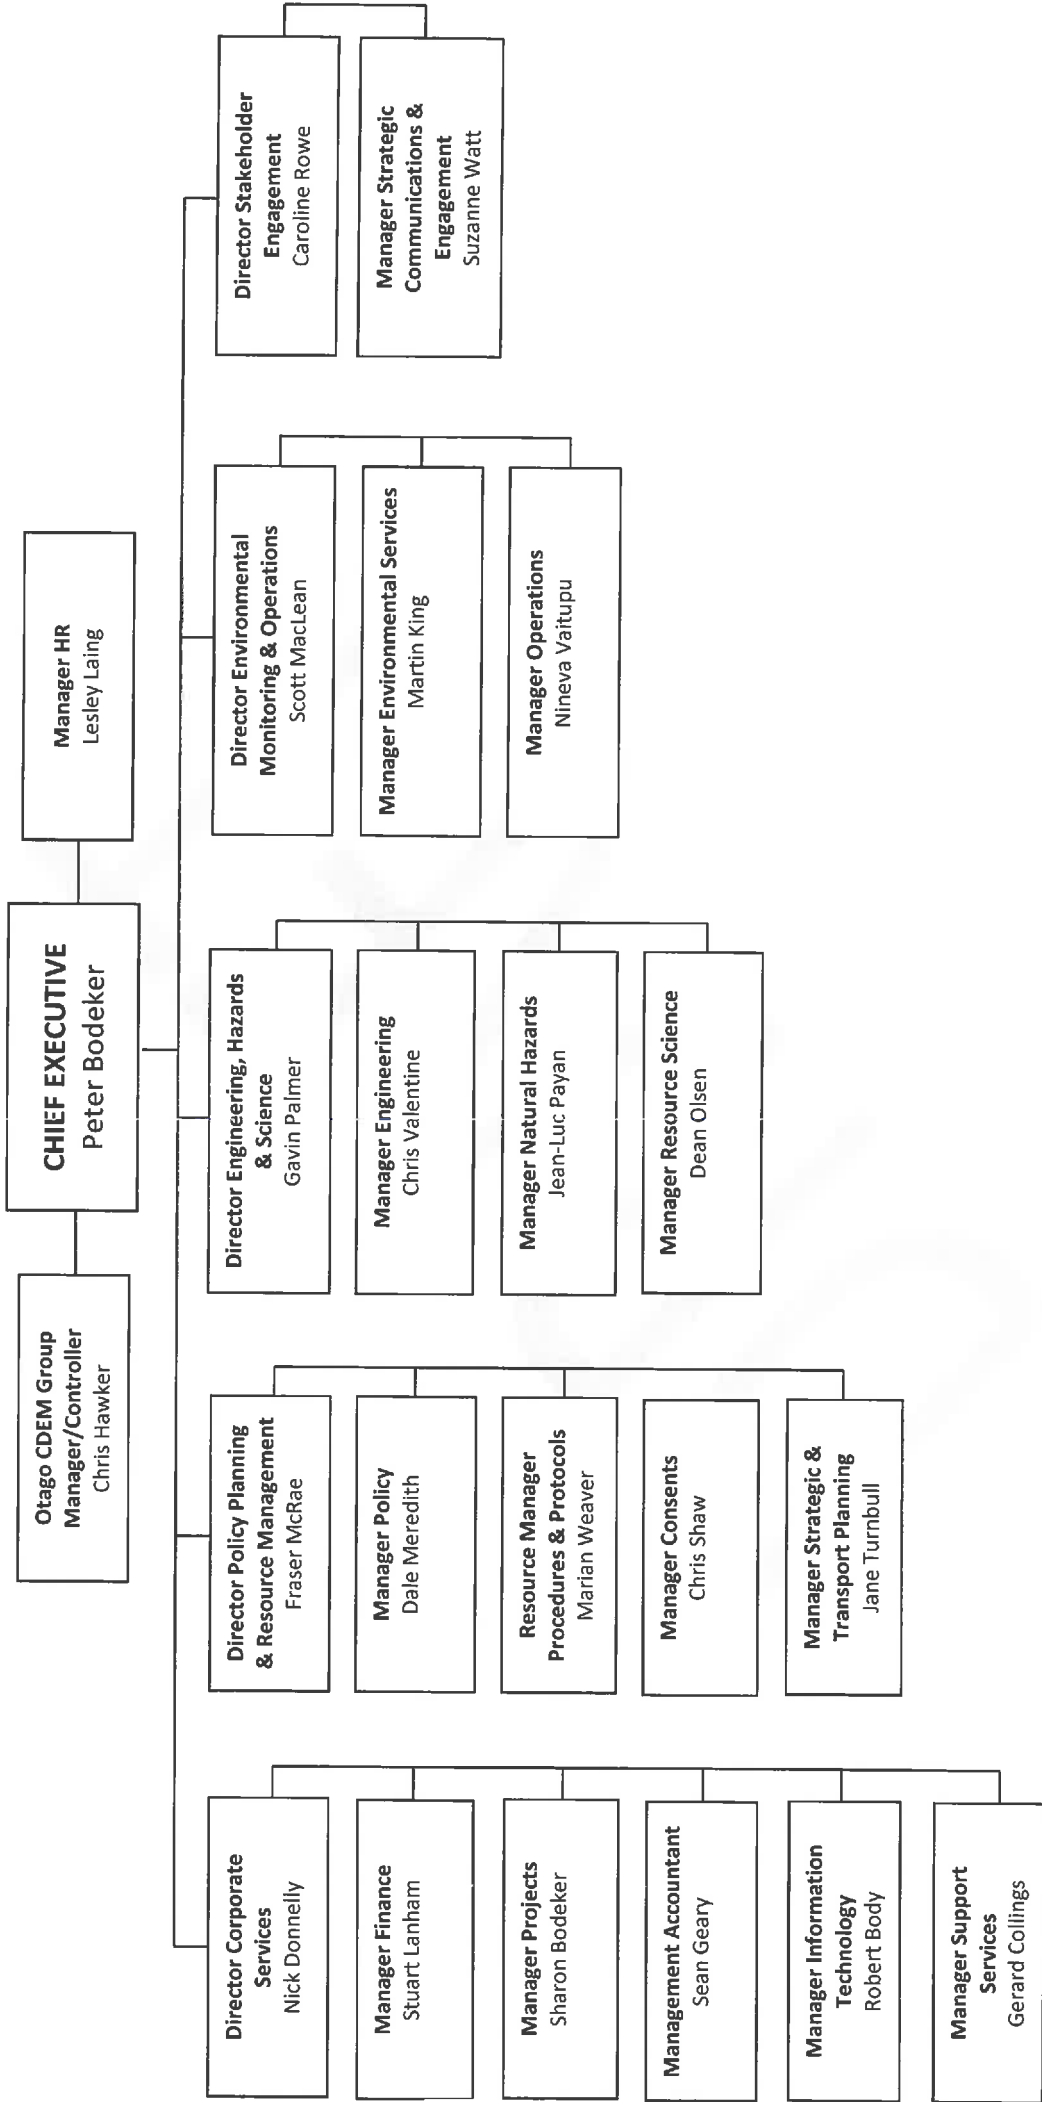 CHIEF EXECUTIVE
Peter Bodeker
Otago CDEM Group
Manager/Controller
Chris Hawker
Manager HR
Lesley Laing
Director Corporate
Services
Nick Donnelly
Manager Finance
Stuart Lanham
Manager Projects
Sharon Bodeker
Management Accountant
Sean Geary
Manager Information
Technology
Robert Body
Manager Support
Services
Gerard Collings
Director Policy Planning
& Resource Management
Fraser McRae
Manager Policy
Dale Meredith
Resource Manager
Procedures & Protocols
Marian Weaver
Manager Consents
Chris Shaw
Manager Strategic &
Transport Planning
Jane Turnbull
Director Engineering, Hazards
& Science
Gavin Palmer
Manager Engineering
Chris Valentine
Manager Natural Hazards
Jean-Luc Payan
Manager Resource Science
Dean Olsen
Director Environmental
Monitoring & Operations
Scott MacLean
Manager Environmental Services
Martin King
Manager Operations
Nineva Vaitupu
Director Stakeholder
Engagement
Caroline Rowe
Manager Strategic
Communications &
Engagement
Suzanne Watt